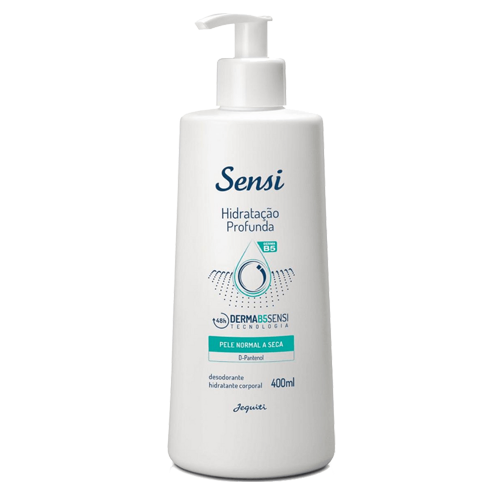 Sensi
Hidratação
Profunda
B5
48h DERMAB5SENSI
TECNOLOGIA
PELE NORMAL A SECA
D-Pantenol
desodorante
hidratante corporal 400ml
Jequiti